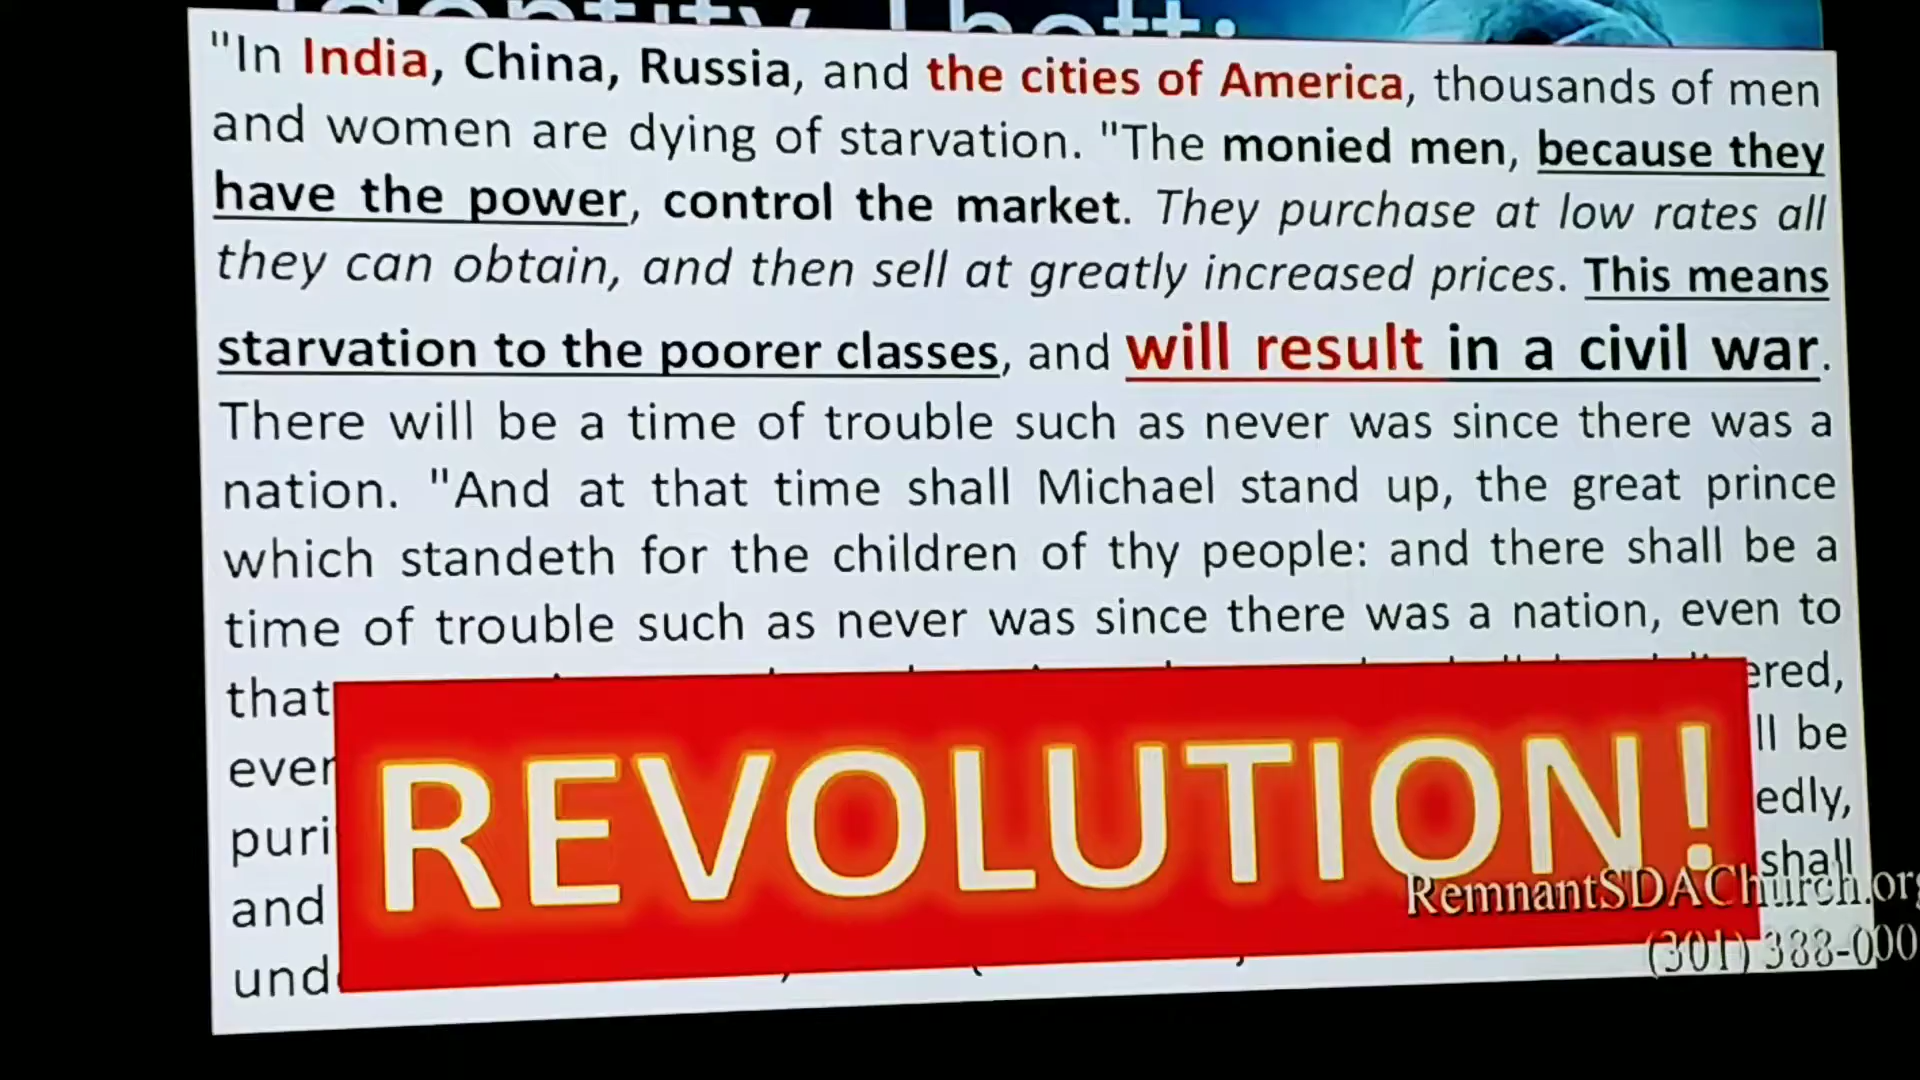 Identity Theft:
"In India, China, Russia, and the cities of America, thousands of men
and women are dying of starvation. "The monied men, because they
have the power, control the market. They purchase at low rates all
they can obtain, and then sell at greatly increased prices. This means
starvation to the poorer classes, and will result in a civil war.
There will be a time of trouble such as never was since there was a
nation. "And at that time shall Michael stand up, the great prince
which standeth for the children of thy people: and there shall be a
time of trouble such as never was since there was a nation, even to
that
ll be
puri
and shall
REVOLUTION!
RemnantSDAChurch.org
(301) 388-000